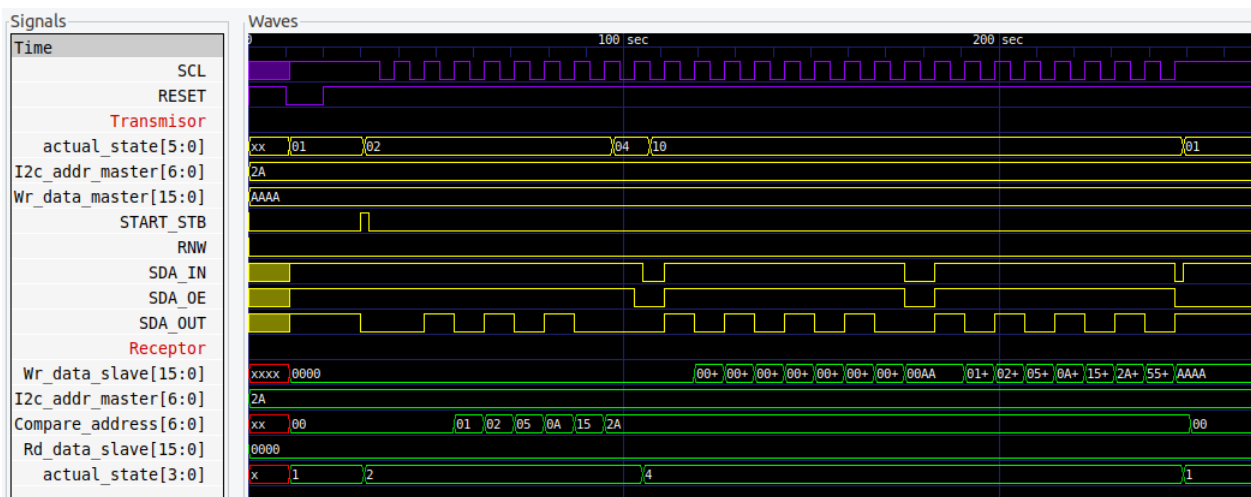 Signals Waves
Time 0 100 sec 200 sec
SCL
RESET
Transmisor
actual_state[5:0] xx 01 02 04 10 01
I2c_addr_master[6:0] 2A
Wr_data_master[15:0] AAAA
START_STB
RNW
SDA_IN
SDA_OE
SDA_OUT
Receptor
Wr_data_slave[15:0] xxxx 0000 00+ 00+ 00+ 00+ 00+ 00+ 00+ 00AA 01+ 02+ 05+ 0A+ 15+ 2A+ 55+ AAAA
I2c_addr_master[6:0] 2A
Compare_address[6:0] xx 00 01 02 05 0A 15 2A 00
Rd_data_slave[15:0] 0000
actual_state[3:0] x 1 2 4 1